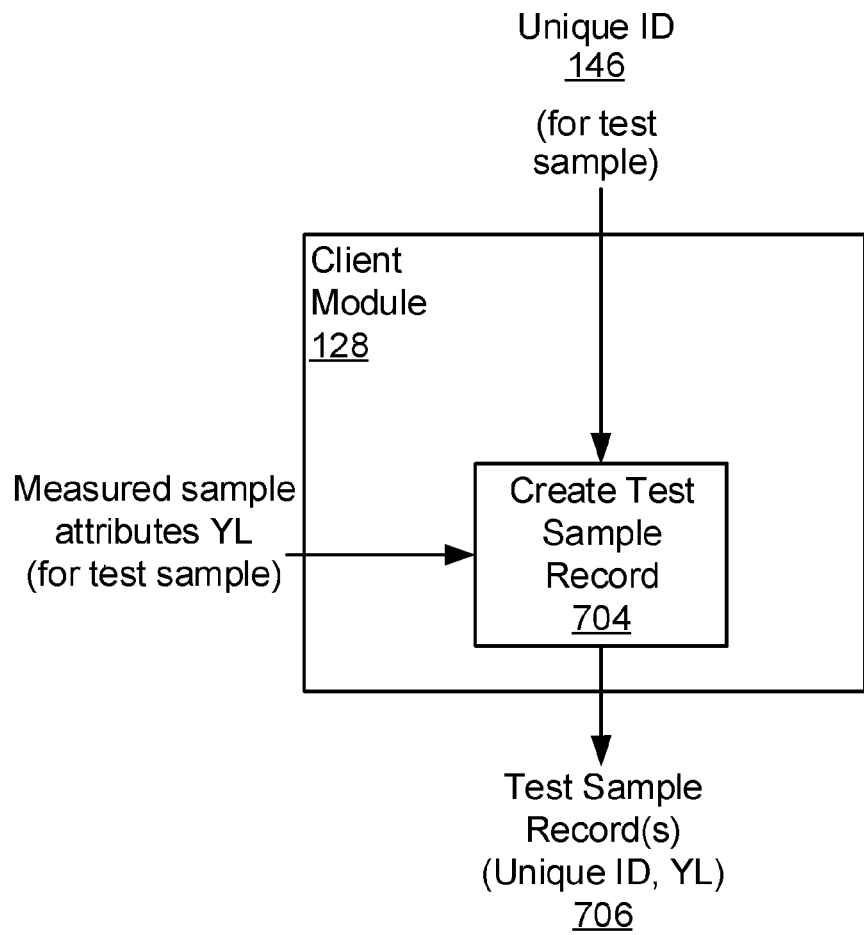 Unique ID
146
(for test
sample)
Client
Module
128
Measured sample
attributes YL
(for test sample)
Create Test
Sample
Record
704
Test Sample
Record(s)
(Unique ID, YL)
706